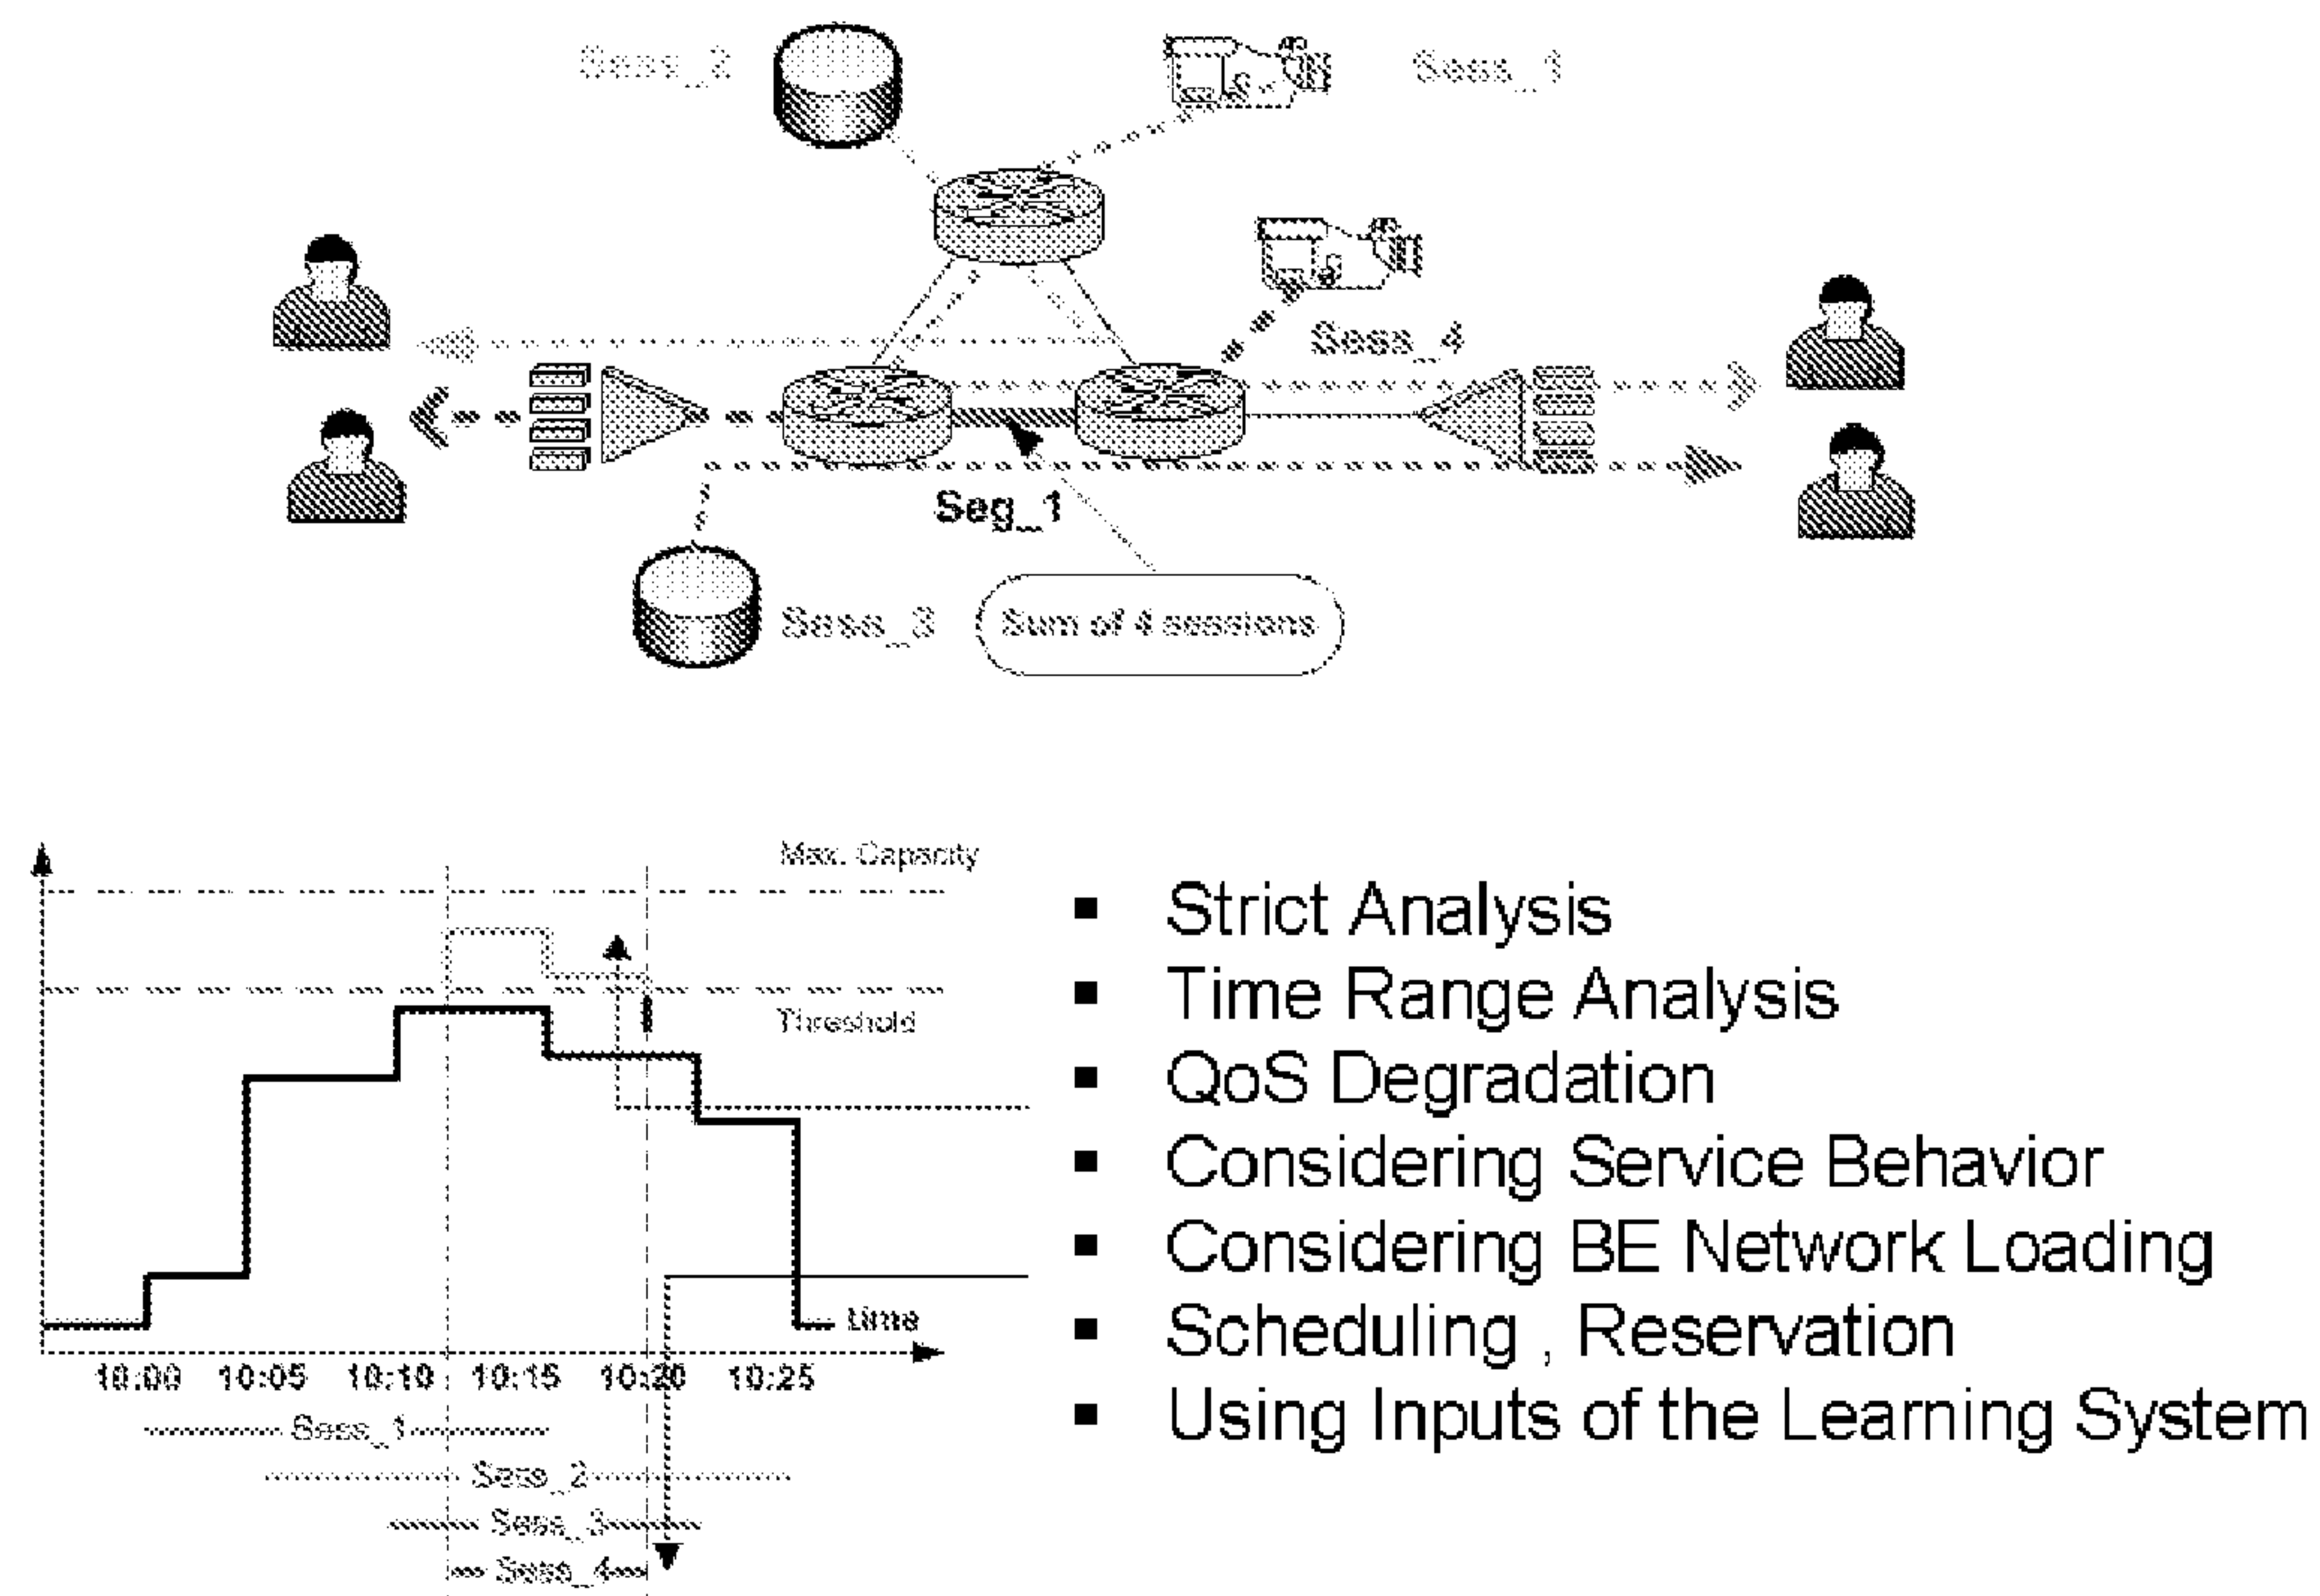 Sess_2
Sess_1
Sess_4
Seg_1
Sess_3
Sum of 4 sessions
Max. Capacity
Threshold
time
10:00 10:05 10:10 10:15 10:20 10:25
Sess_1
Sess_2
Sess_3
Sess_4
▪ Strict Analysis
▪ Time Range Analysis
▪ QoS Degradation
▪ Considering Service Behavior
▪ Considering BE Network Loading
▪ Scheduling , Reservation
▪ Using Inputs of the Learning System